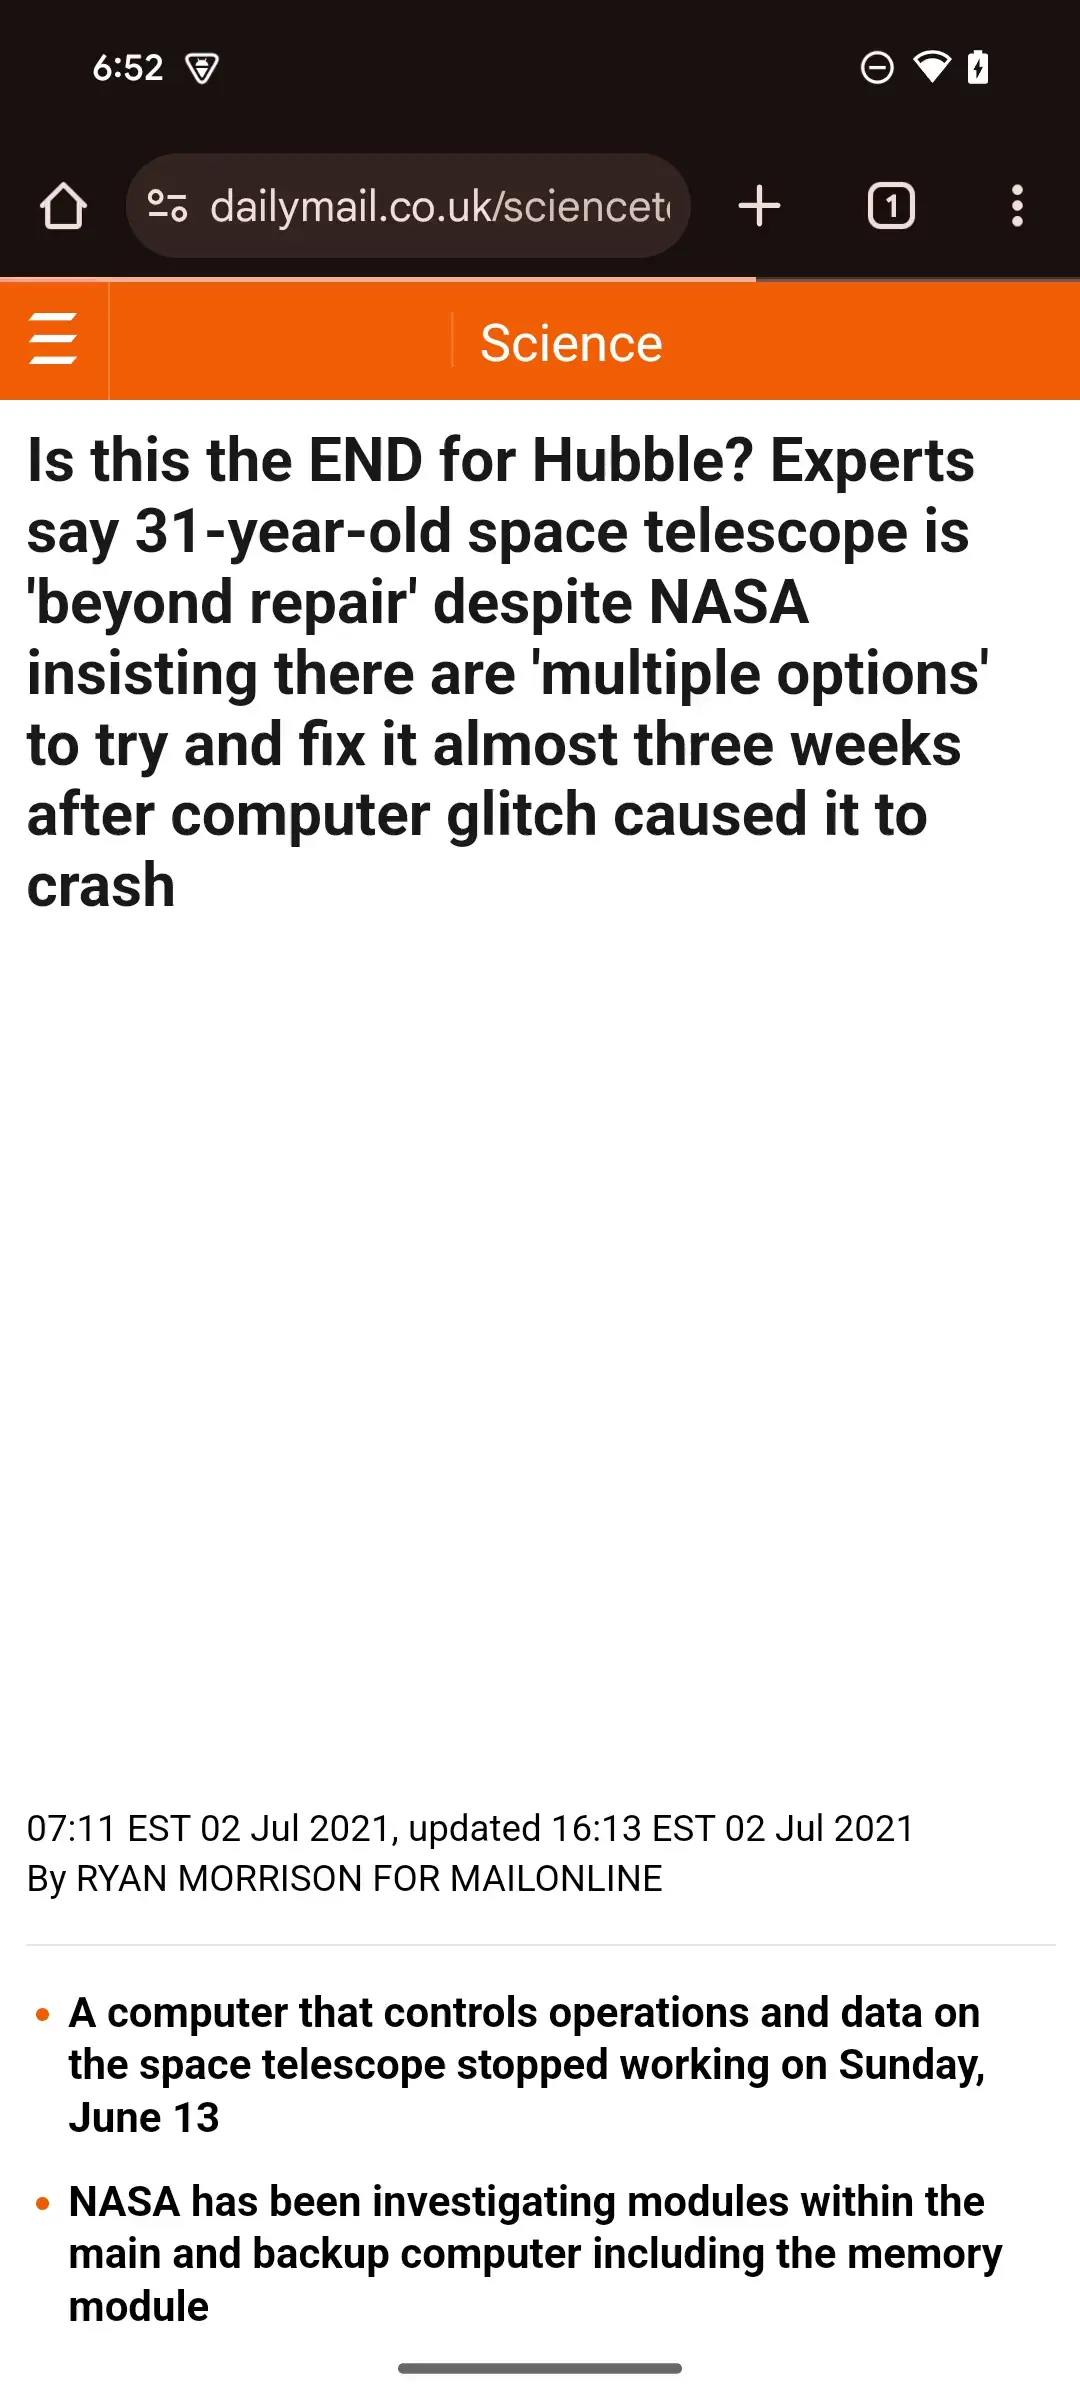 6:52
dailymail.co.uk/sciencet
1
Science
Is this the END for Hubble? Experts
say 31-year-old space telescope is
'beyond repair' despite NASA
insisting there are 'multiple options'
to try and fix it almost three weeks
after computer glitch caused it to
crash
07:11 EST 02 Jul 2021, updated 16:13 EST 02 Jul 2021
By RYAN MORRISON FOR MAILONLINE
• A computer that controls operations and data on
the space telescope stopped working on Sunday,
June 13
• NASA has been investigating modules within the
main and backup computer including the memory
module